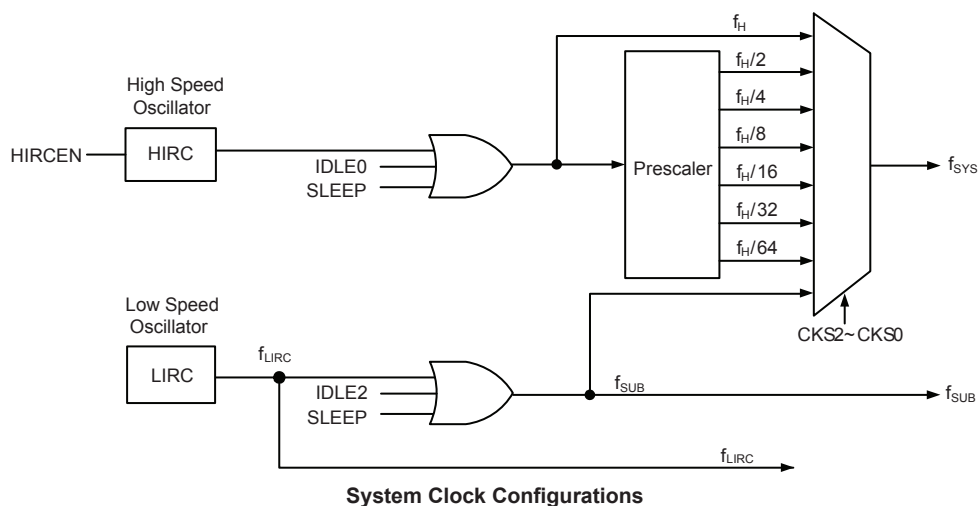 f_H
f_H/2
f_H/4
f_H/8
f_H/16
f_H/32
f_H/64
High Speed
Oscillator
HIRCEN
HIRC
IDLE0
SLEEP
Prescaler
f_SYS
CKS2~CKS0
Low Speed
Oscillator
LIRC
f_LIRC
IDLE2
SLEEP
f_SUB
f_SUB
f_LIRC
System Clock Configurations